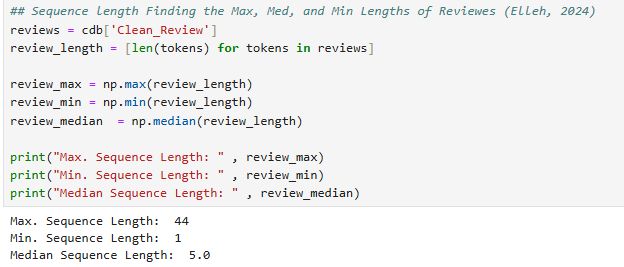 ## Sequence length Finding the Max, Med, and Min Lengths of Reviewes (Elleh, 2024)
reviews = cdb['Clean_Review']
review_length = [len(tokens) for tokens in reviews]
review_max = np.max(review_length)
review_min = np.min(review_length)
review_median  = np.median(review_length)
print("Max. Sequence Length: " , review_max)
print("Min. Sequence Length: " , review_min)
print("Median Sequence Length: " , review_median)
Max. Sequence Length:  44
Min. Sequence Length:  1
Median Sequence Length:  5.0